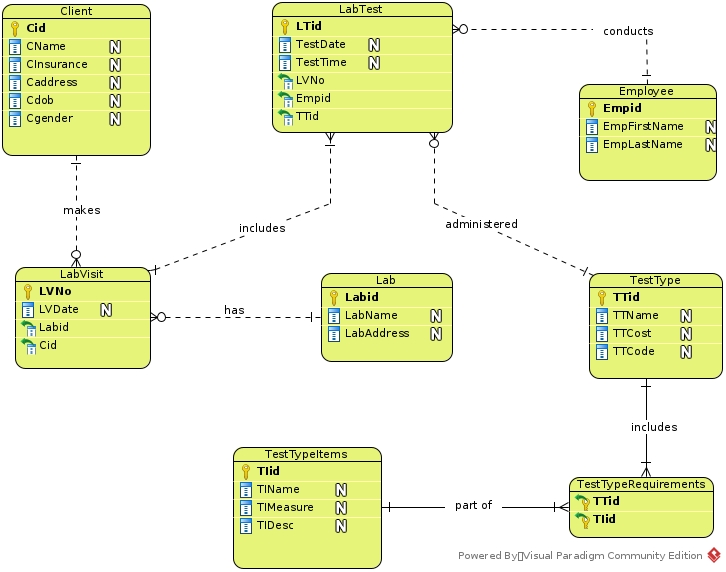 Client
Cid
CName N
CInsurance N
Caddress N
Cdob N
Cgender N
LabTest
LTid
TestDate N
TestTime N
LVNo
Empid
TTid
conducts
Employee
Empid
EmpFirstName N
EmpLastName N
makes
includes
administered
LabVisit
LVNo
LVDate N
Labid
Cid
has
Lab
Labid
LabName N
LabAddress N
TestType
TTid
TTName N
TTCost N
TTCode N
includes
TestTypeItems
TIid
TIName N
TIMeasure N
TIDesc N
part of
TestTypeRequirements
TTid
TIid
Powered By▯Visual Paradigm Community Edition